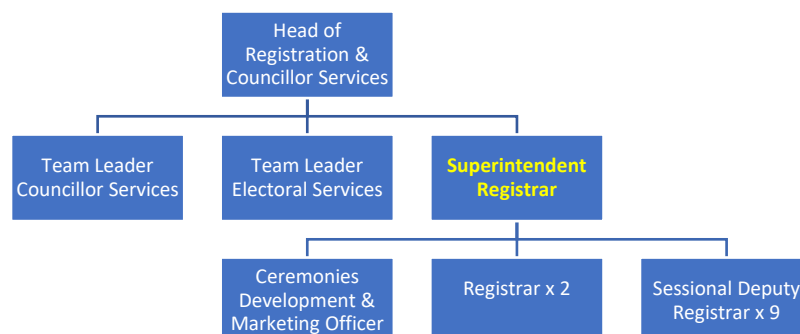 Head of
Registration &
Councillor Services
Team Leader
Councillor Services
Team Leader
Electoral Services
Superintendent
Registrar
Ceremonies
Development &
Marketing Officer
Registrar x 2
Sessional Deputy
Registrar x 9